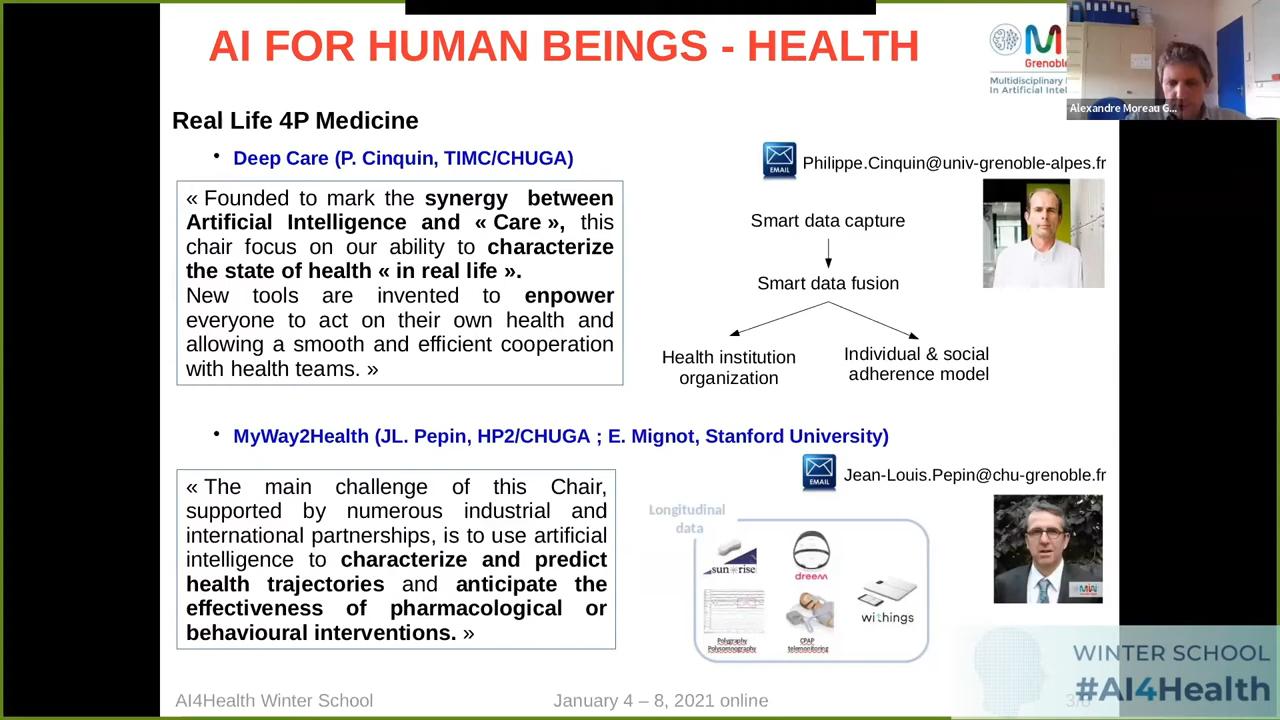 AI FOR HUMAN BEINGS - HEALTH
Grenoble
Multidisciplinary
In Artificial Intel
Alexandre Moreau G...
Real Life 4P Medicine
• Deep Care (P. Cinquin, TIMC/CHUGA)
EMAIL
Philippe.Cinquin@univ-grenoble-alpes.fr
« Founded to mark the synergy between
Artificial Intelligence and « Care », this
chair focus on our ability to characterize
the state of health « in real life ».
New tools are invented to enpower
everyone to act on their own health and
allowing a smooth and efficient cooperation
with health teams. »
Smart data capture
Smart data fusion
Health institution
organization
Individual & social
adherence model
• MyWay2Health (JL. Pepin, HP2/CHUGA ; E. Mignot, Stanford University)
EMAIL
Jean-Louis.Pepin@chu-grenoble.fr
« The main challenge of this Chair,
supported by numerous industrial and
international partnerships, is to use artificial
intelligence to characterize and predict
health trajectories and anticipate the
effectiveness of pharmacological or
behavioural interventions. »
Longitudinal
data
sunrise
dreem
withings
Polygraphy
Polysomnography
CPAP
telemonitoring
AI4Health Winter School
January 4 – 8, 2021 online
WINTER SCHOOL
#AI4Health